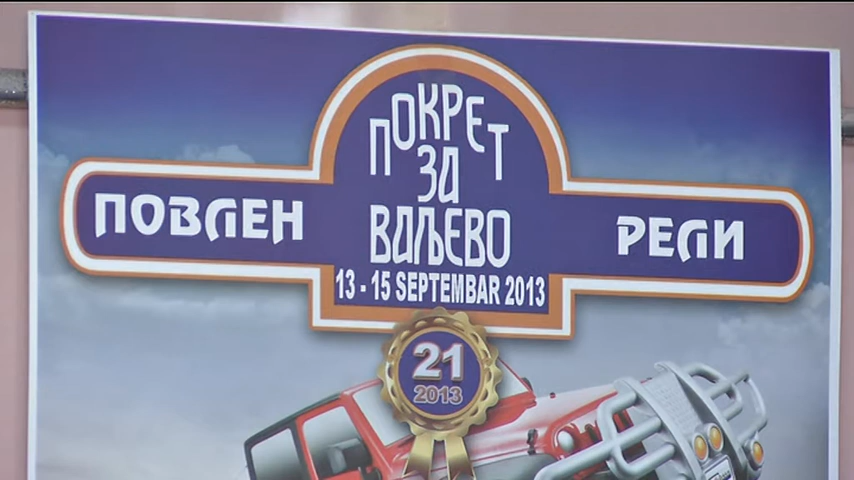 ПОКРЕТ
ЗА
ВАЉЕВО
ПОВЛЕН
РЕЛИ
13 - 15 SEPTEMBAR 2013
21
2013